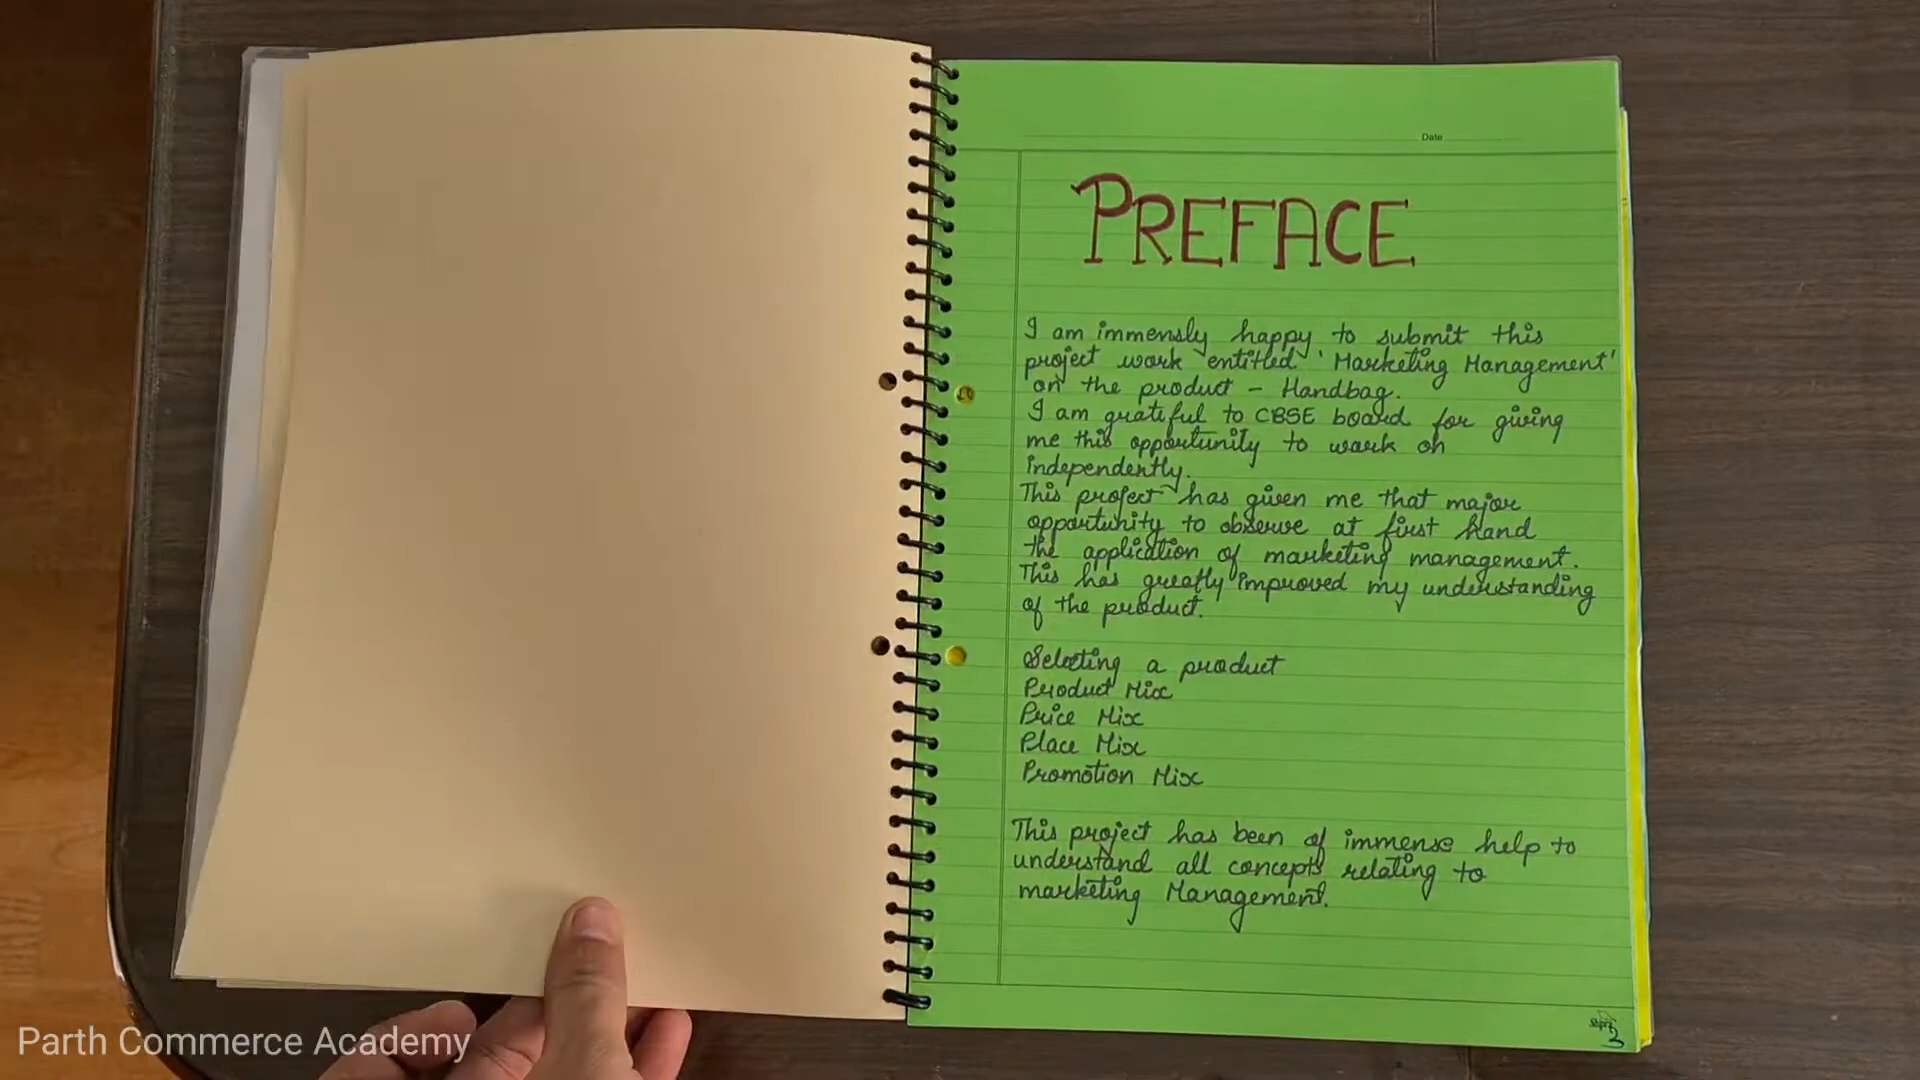 Date
PREFACE
I am immensly happy to submit this
project work entitled 'Marketing Management'
on the product - Handbag.
I am grateful to CBSE board for giving
me this opportunity to work on
independently.
This project has given me that major
opportunity to observe at first hand
the application of marketing management.
This has greatly improved my understanding
of the product.
Selecting a product
Product Mix
Price Mix
Place Mix
Promotion Mix
This project has been of immense help to
understand all concepts relating to
marketing Management.
Parth Commerce Academy